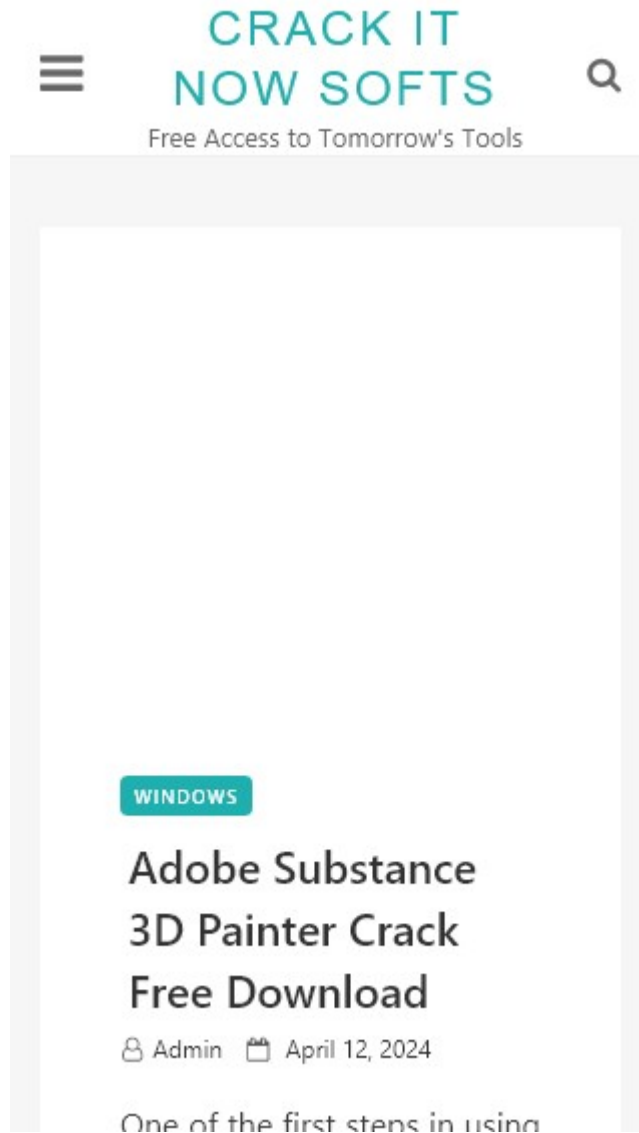 CRACK IT
NOW SOFTS
Free Access to Tomorrow's Tools
WINDOWS
Adobe Substance
3D Painter Crack
Free Download
Admin April 12, 2024
One of the first steps in using